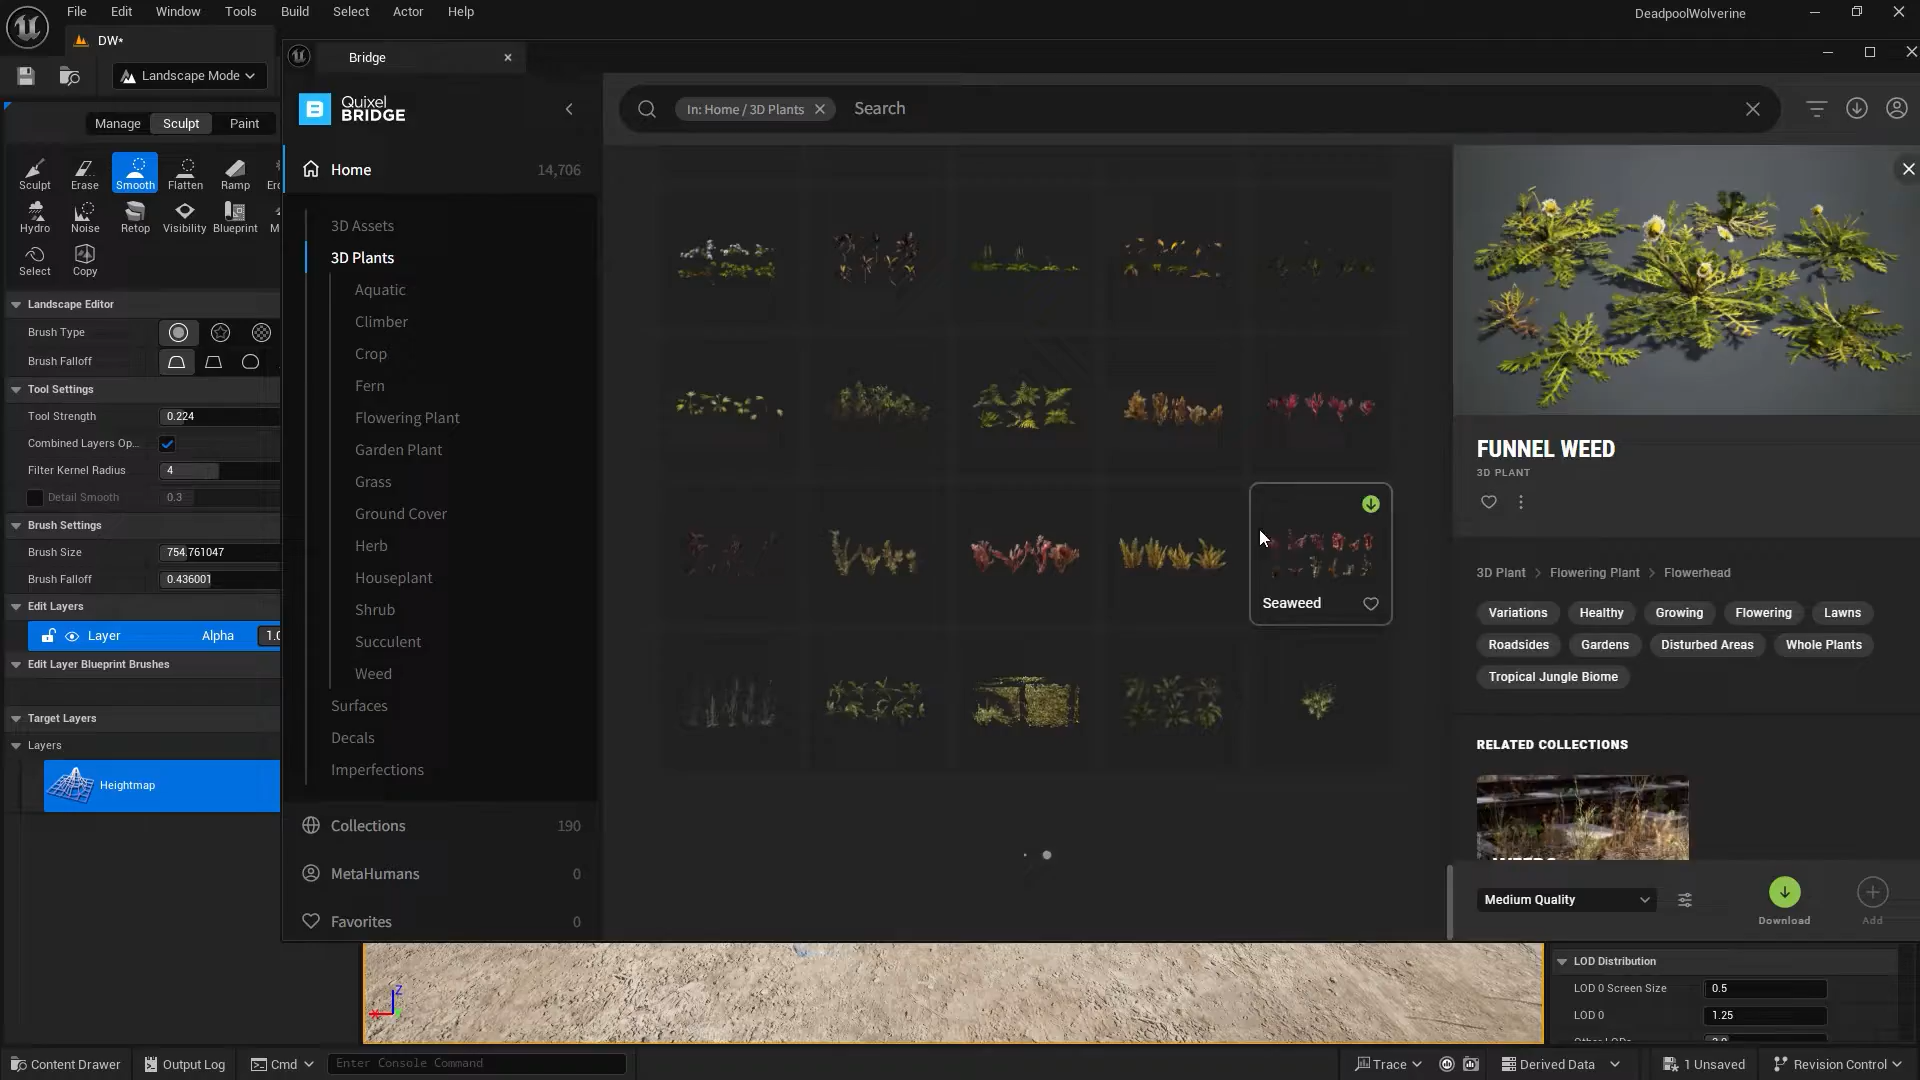 File Edit Window Tools Build Select Actor Help
DeadpoolWolverine
DW*
Bridge
Landscape Mode
Quixel
BRIDGE
In: Home / 3D Plants
Search
Manage Sculpt Paint
Home 14,706
Sculpt Erase Smooth Flatten Ramp
Hydro Noise Retop Visibility Blueprint
Select Copy
3D Assets
3D Plants
Aquatic
Climber
Crop
Fern
Flowering Plant
Garden Plant
Grass
Ground Cover
Herb
Houseplant
Shrub
Succulent
Weed
Surfaces
Decals
Imperfections
Collections 190
MetaHumans 0
Favorites 0
Landscape Editor
Brush Type
Brush Falloff
Tool Settings
Tool Strength 0.224
Combined Layers Op...
Filter Kernel Radius 4
Detail Smooth 0.3
Brush Settings
Brush Size 754.761047
Brush Falloff 0.436001
Edit Layers
Layer Alpha 1.0
Edit Layer Blueprint Brushes
Target Layers
Layers
Heightmap
Seaweed
FUNNEL WEED
3D PLANT
3D Plant > Flowering Plant > Flowerhead
Variations Healthy Growing Flowering Lawns
Roadsides Gardens Disturbed Areas Whole Plants
Tropical Jungle Biome
RELATED COLLECTIONS
Medium Quality
Download
Add
Z
LOD Distribution
LOD 0 Screen Size 0.5
LOD 0 1.25
Content Drawer Output Log Cmd Enter Console Command
Trace Derived Data 1 Unsaved Revision Control